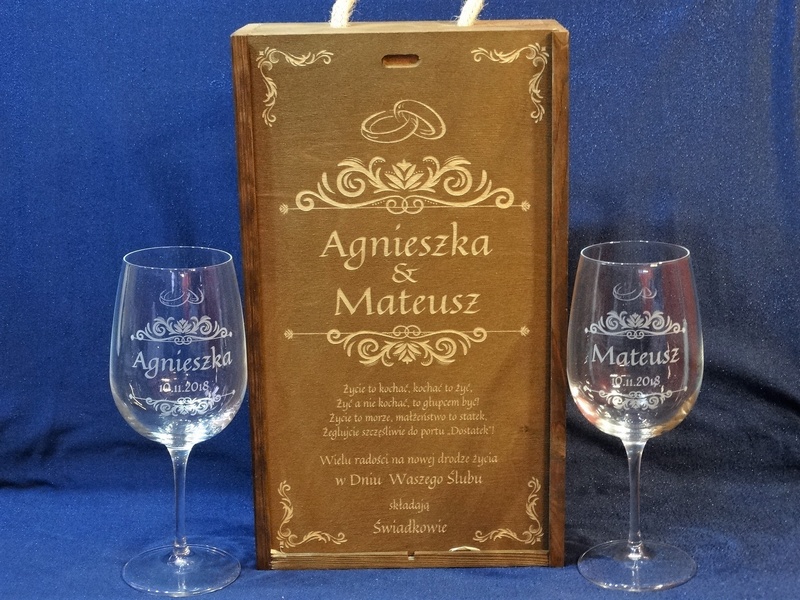 Agnieszka
&
Mateusz
Życie to kochać, kochać to żyć,
Żyć a nie kochać, to głupcem być!
Życie to morze, małżeństwo to statek,
Żeglujcie szczęśliwie do portu „Dostatek"!
Wielu radości na nowej drodze życia
w Dniu Waszego Ślubu
składają
Świadkowie
Agnieszka
10.11.2018
Mateusz
10.11.2018